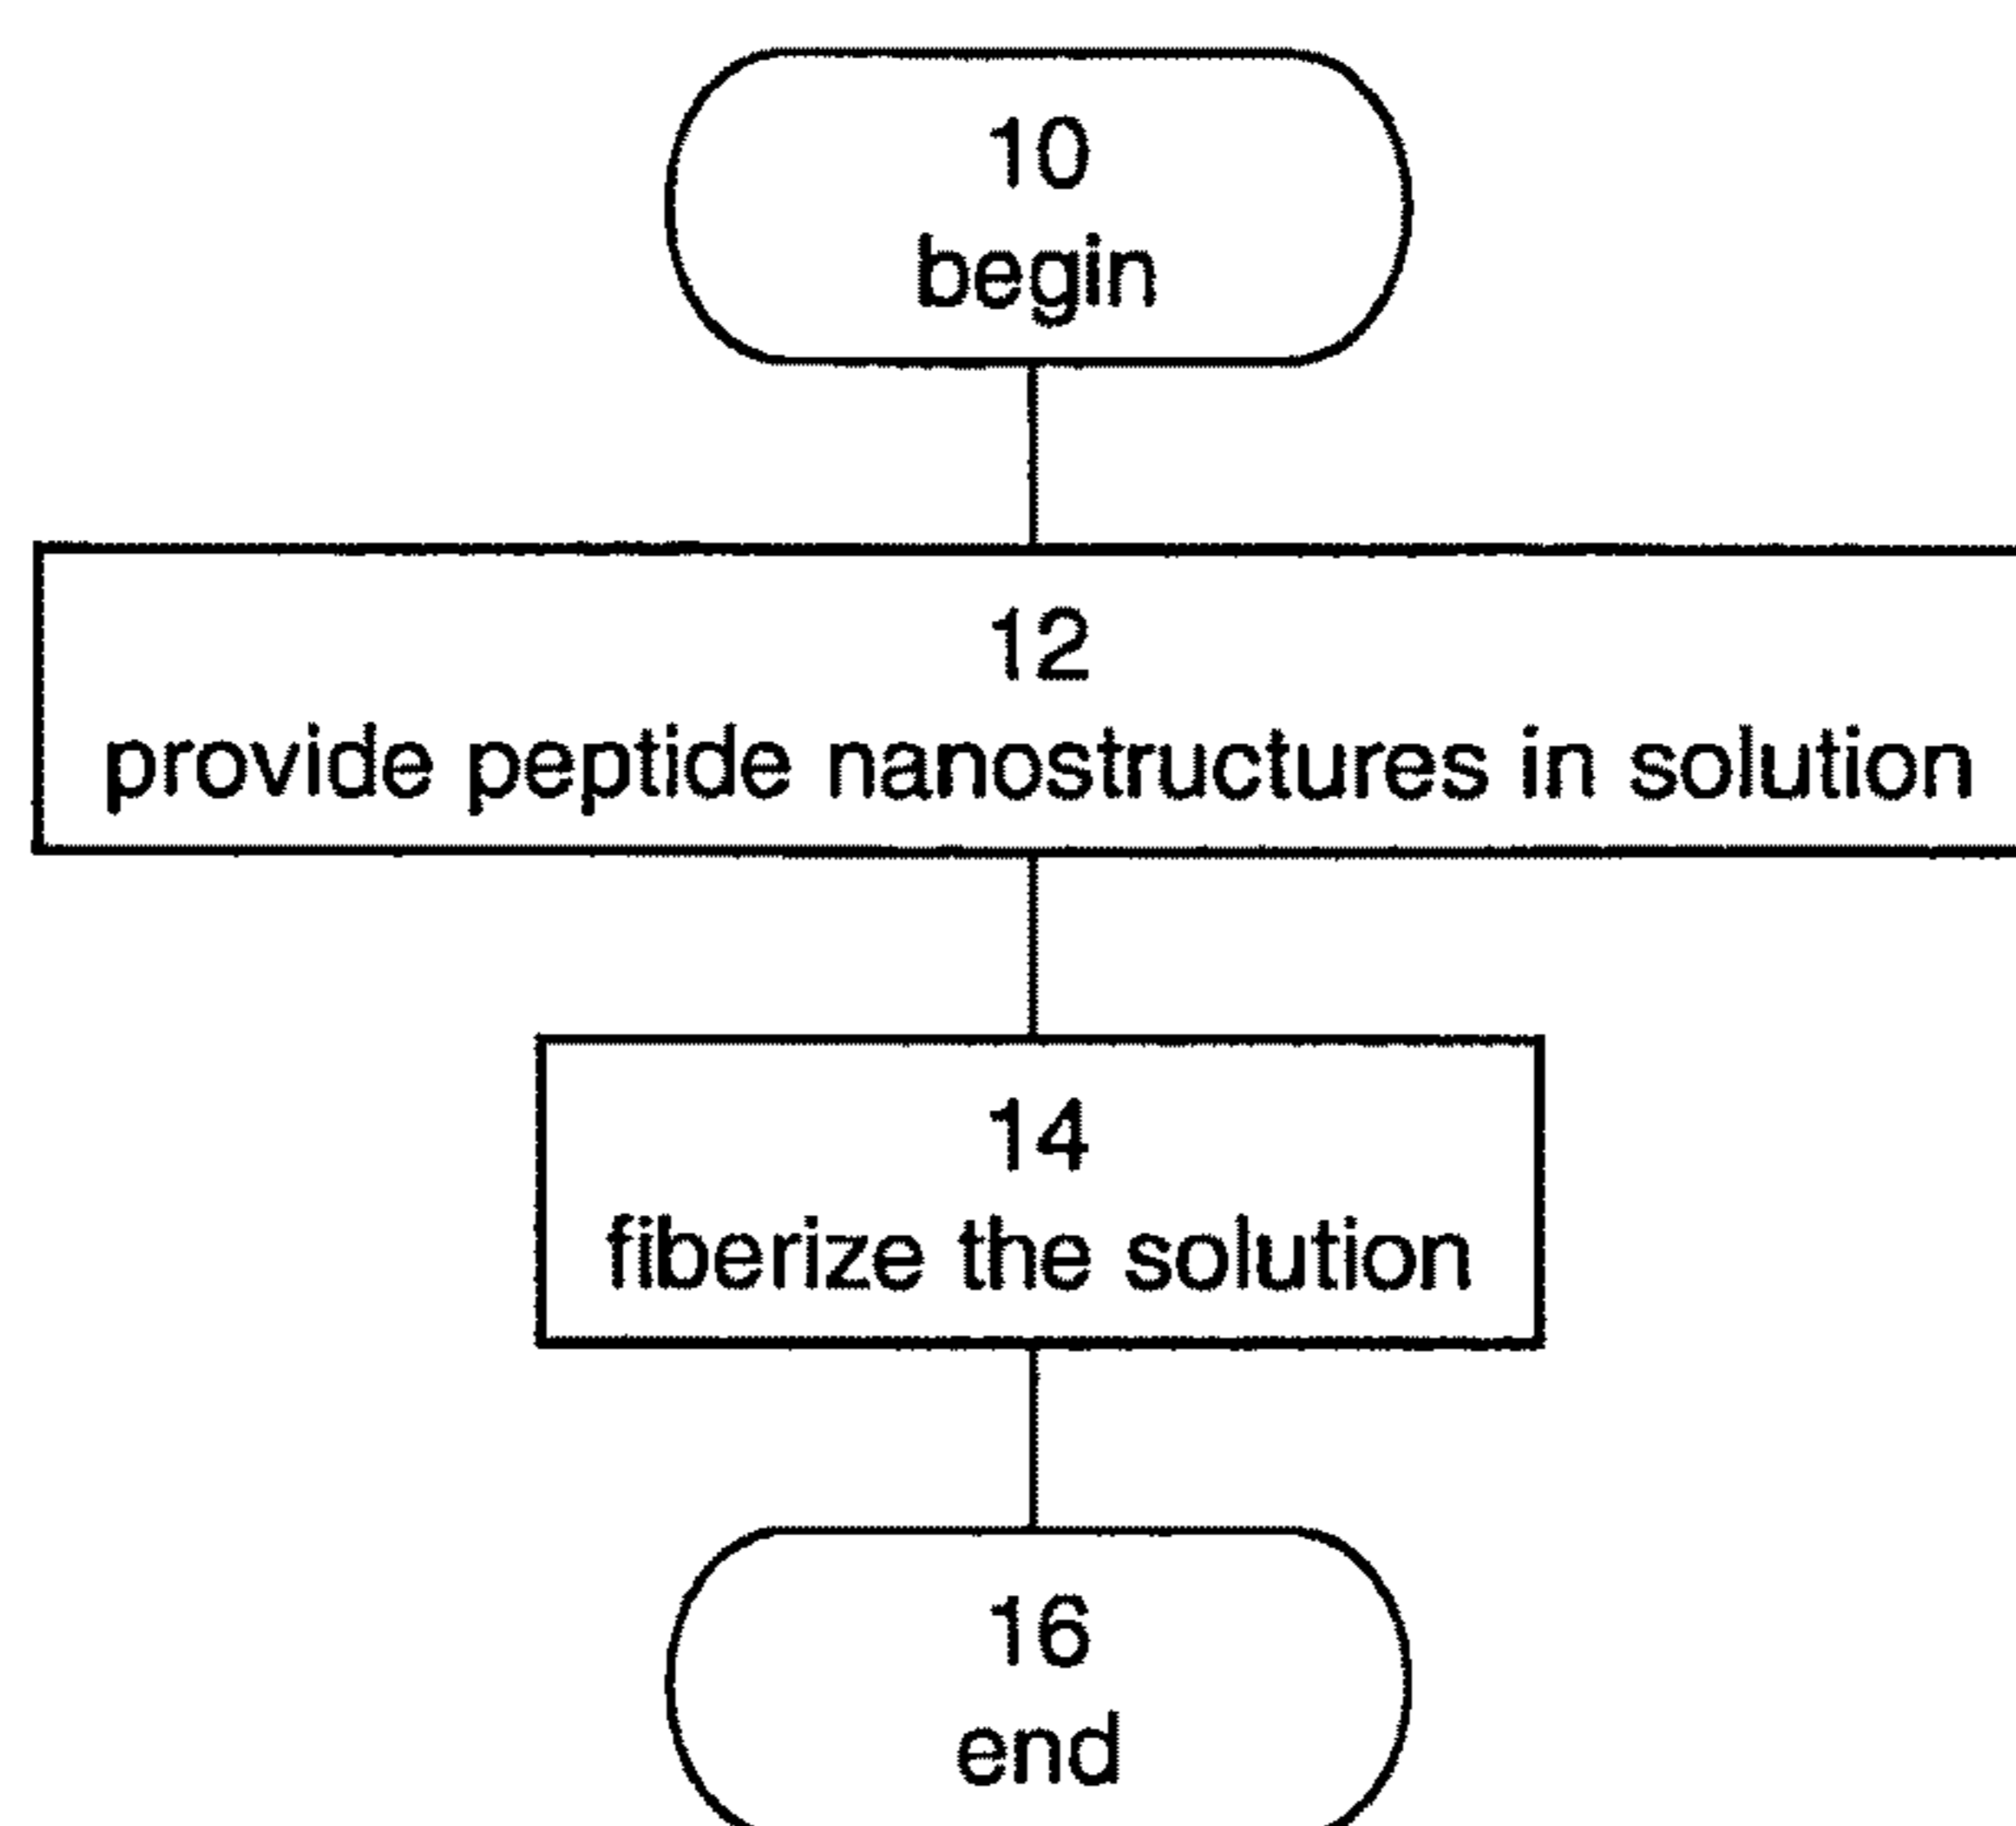 10
begin
12
provide peptide nanostructures in solution
14
fiberize the solution
16
end